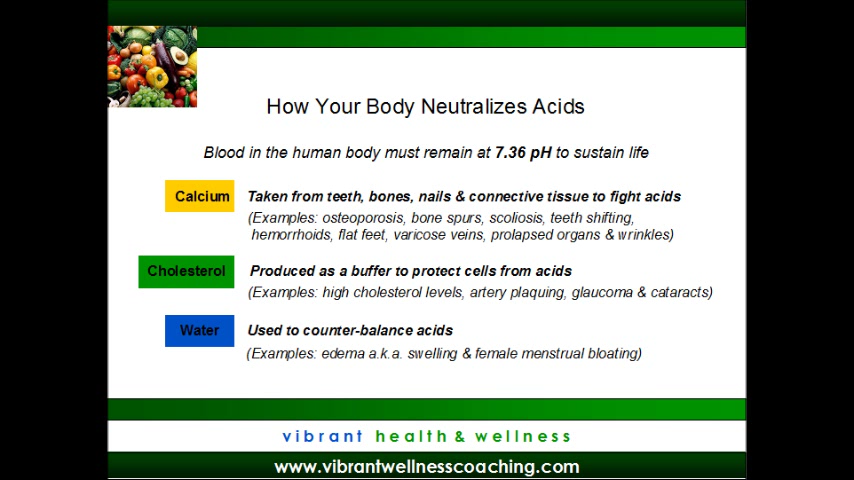 How Your Body Neutralizes Acids
Blood in the human body must remain at 7.36 pH to sustain life
Calcium Taken from teeth, bones, nails & connective tissue to fight acids
(Examples: osteoporosis, bone spurs, scoliosis, teeth shifting,
hemorrhoids, flat feet, varicose veins, prolapsed organs & wrinkles)
Cholesterol Produced as a buffer to protect cells from acids
(Examples: high cholesterol levels, artery plaquing, glaucoma & cataracts)
Water Used to counter-balance acids
(Examples: edema a.k.a. swelling & female menstrual bloating)
vibrant health & wellness
www.vibrantwellnesscoaching.com